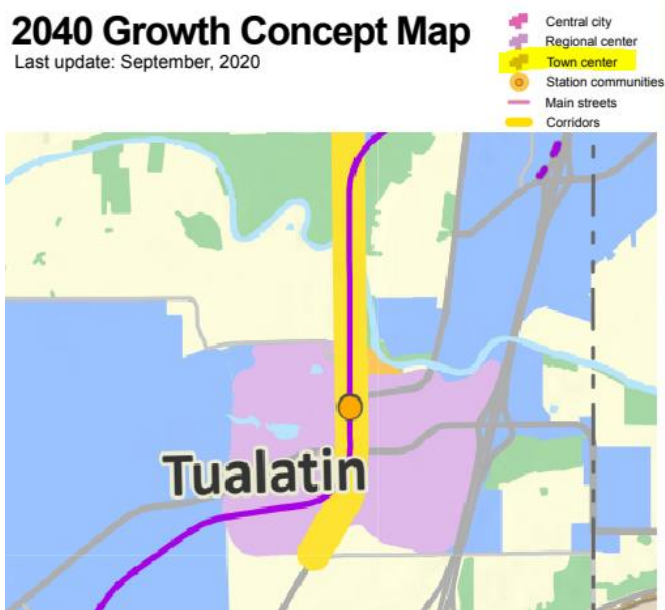 2040 Growth Concept Map
Last update: September, 2020
Central city
Regional center
Town center
Station communities
Main streets
Corridors
Tualatin